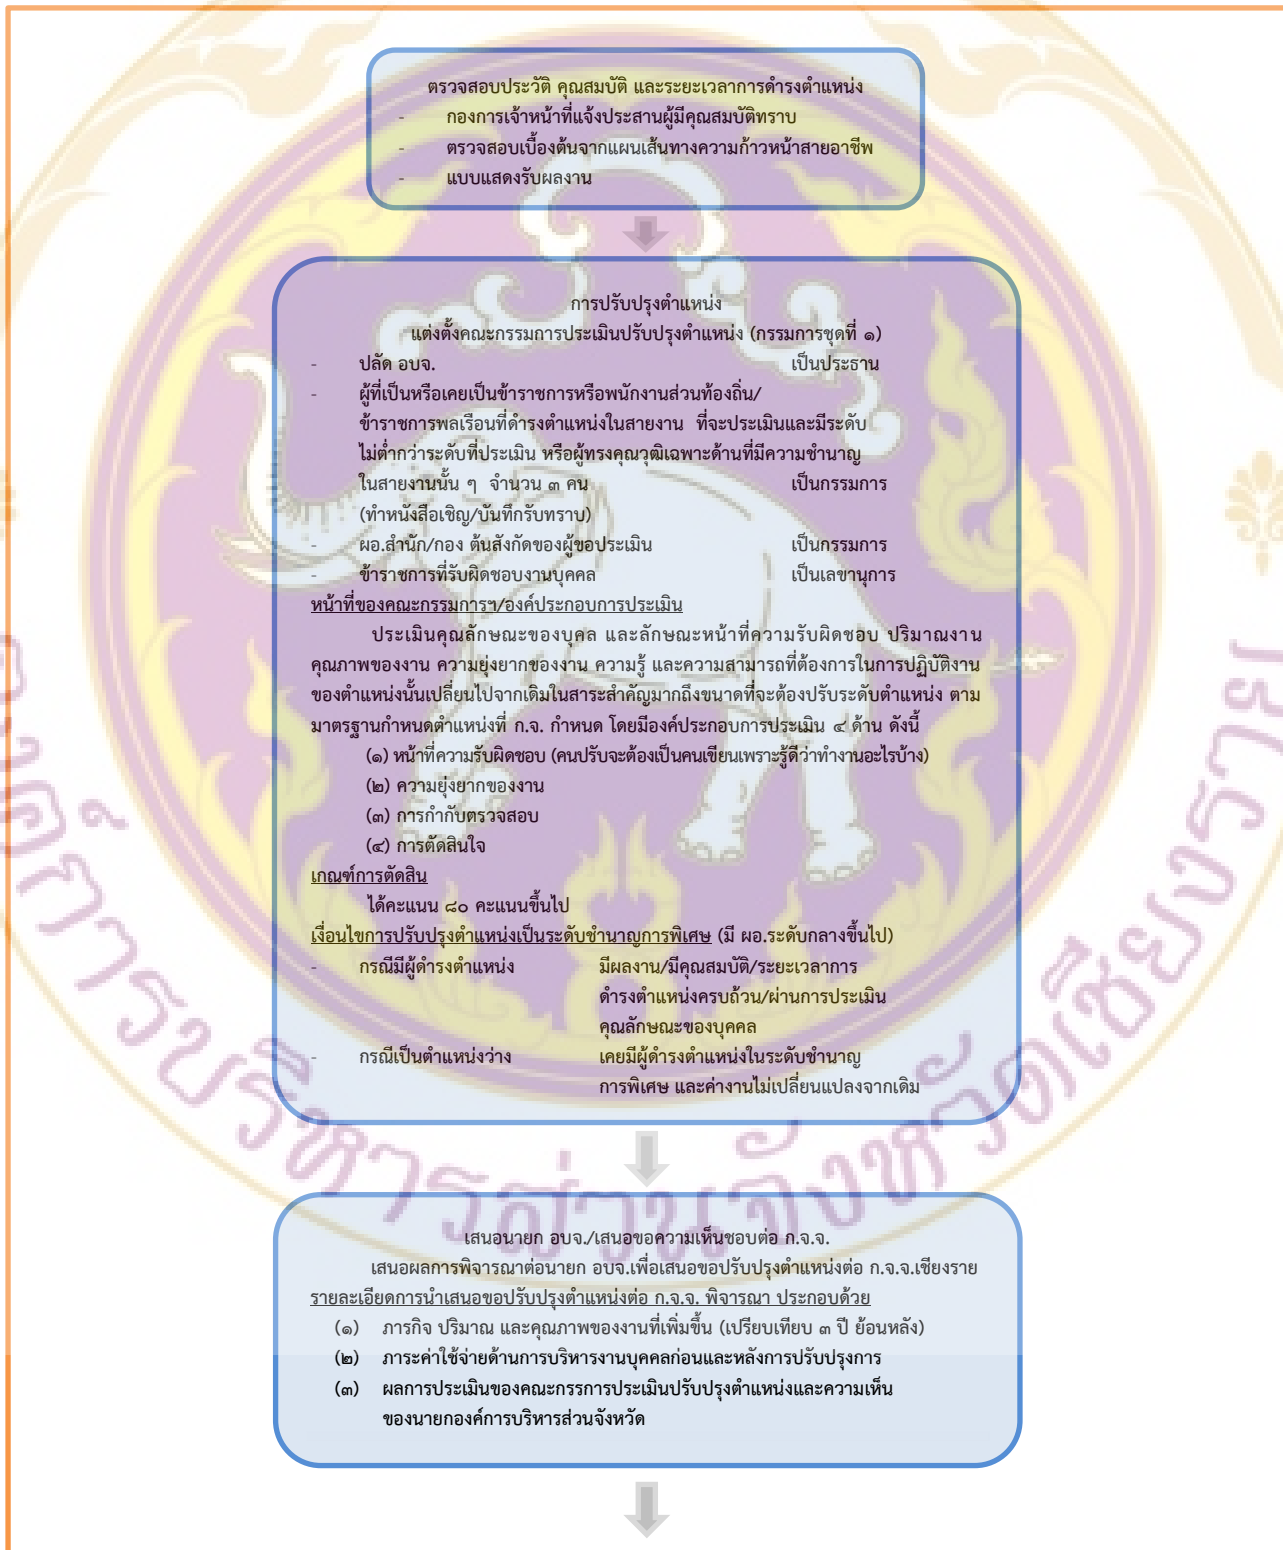 ตรวจสอบประวัติ คุณสมบัติ และระยะเวลาการดำรงตำแหน่ง
- กองการเจ้าหน้าที่แจ้งประสานผู้มีคุณสมบัติทราบ
- ตรวจสอบเบื้องต้นจากแผนเส้นทางความก้าวหน้าสายอาชีพ
- แบบแสดงรับผลงาน
การปรับปรุงตำแหน่ง
แต่งตั้งคณะกรรมการประเมินปรับปรุงตำแหน่ง (กรรมการชุดที่ ๑)
- ปลัด อบจ. เป็นประธาน
- ผู้ที่เป็นหรือเคยเป็นข้าราชการหรือพนักงานส่วนท้องถิ่น/
ข้าราชการพลเรือนที่ดำรงตำแหน่งในสายงาน ที่จะประเมินและมีระดับ
ไม่ต่ำกว่าระดับที่ประเมิน หรือผู้ทรงคุณวุฒิเฉพาะด้านที่มีความชำนาญ
ในสายงานนั้น ๆ จำนวน ๓ คน เป็นกรรมการ
(ทำหนังสือเชิญ/บันทึกรับทราบ)
- ผอ.สำนัก/กอง ต้นสังกัดของผู้ขอประเมิน เป็นกรรมการ
- ข้าราชการที่รับผิดชอบงานบุคคล เป็นเลขานุการ
หน้าที่ของคณะกรรมการฯ/องค์ประกอบการประเมิน
ประเมินคุณลักษณะของบุคล และลักษณะหน้าที่ความรับผิดชอบ ปริมาณงาน
คุณภาพของงาน ความยุ่งยากของงาน ความรู้ และความสามารถที่ต้องการในการปฏิบัติงาน
ของตำแหน่งนั้นเปลี่ยนไปจากเดิมในสาระสำคัญมากถึงขนาดที่จะต้องปรับระดับตำแหน่ง ตาม
มาตรฐานกำหนดตำแหน่งที่ ก.จ. กำหนด โดยมีองค์ประกอบการประเมิน ๔ ด้าน ดังนี้
(๑) หน้าที่ความรับผิดชอบ (คนปรับจะต้องเป็นคนเขียนเพราะรู้ดีว่าทำงานอะไรบ้าง)
(๒) ความยุ่งยากของงาน
(๓) การกำกับตรวจสอบ
(๔) การตัดสินใจ
เกณฑ์การตัดสิน
ได้คะแนน ๘๐ คะแนนขึ้นไป
เงื่อนไขการปรับปรุงตำแหน่งเป็นระดับชำนาญการพิเศษ (มี ผอ.ระดับกลางขึ้นไป)
- กรณีมีผู้ดำรงตำแหน่ง มีผลงาน/มีคุณสมบัติ/ระยะเวลาการ
ดำรงตำแหน่งครบถ้วน/ผ่านการประเมิน
คุณลักษณะของบุคคล
- กรณีเป็นตำแหน่งว่าง เคยมีผู้ดำรงตำแหน่งในระดับชำนาญ
การพิเศษ และค่างานไม่เปลี่ยนแปลงจากเดิม
เสนอนายก อบจ./เสนอขอความเห็นชอบต่อ ก.จ.จ.
เสนอผลการพิจารณาต่อนายก อบจ.เพื่อเสนอขอปรับปรุงตำแหน่งต่อ ก.จ.จ.เชียงราย
รายละเอียดการนำเสนอขอปรับปรุงตำแหน่งต่อ ก.จ.จ. พิจารณา ประกอบด้วย
(๑) ภารกิจ ปริมาณ และคุณภาพของงานที่เพิ่มขึ้น (เปรียบเทียบ ๓ ปี ย้อนหลัง)
(๒) ภาระค่าใช้จ่ายด้านการบริหารงานบุคคลก่อนและหลังการปรับปรุงการ
(๓) ผลการประเมินของคณะกรรการประเมินปรับปรุงตำแหน่งและความเห็น
ของนายกองค์การบริหารส่วนจังหวัด
องค์การบริหารส่วนจังหวัดเชียงราย